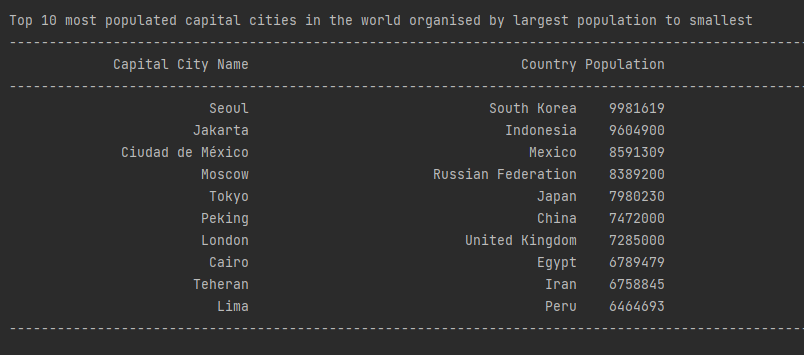 Top 10 most populated capital cities in the world organised by largest population to smallest
Capital City Name Country Population
Seoul South Korea 9981619
Jakarta Indonesia 9604900
Ciudad de México Mexico 8591309
Moscow Russian Federation 8389200
Tokyo Japan 7980230
Peking China 7472000
London United Kingdom 7285000
Cairo Egypt 6789479
Teheran Iran 6758845
Lima Peru 6464693